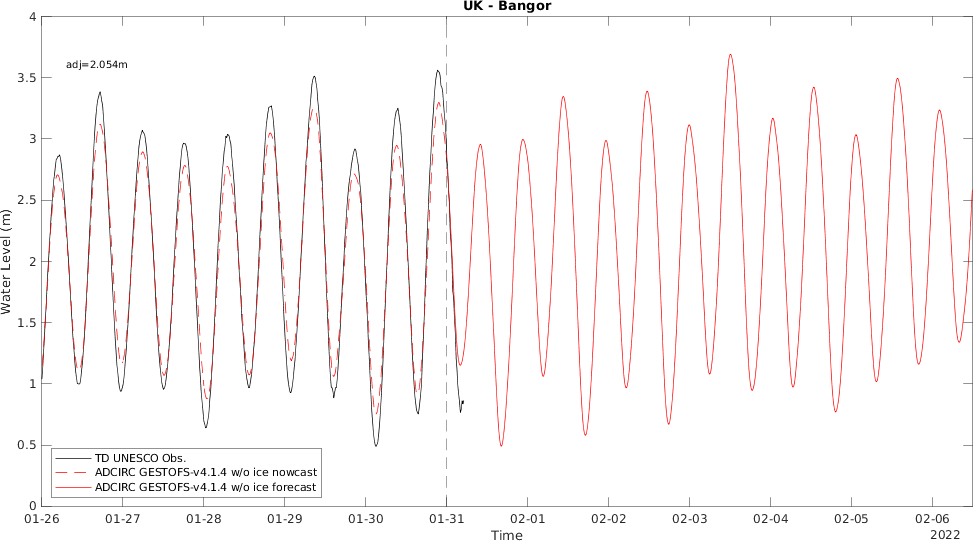 UK - Bangor
adj=2.054m
Water Level (m)
4
3.5
3
2.5
2
1.5
1
0.5
0
TD UNESCO Obs.
ADCIRC GESTOFS-v4.1.4 w/o ice nowcast
ADCIRC GESTOFS-v4.1.4 w/o ice forecast
01-26 01-27 01-28 01-29 01-30 01-31 02-01 02-02 02-03 02-04 02-05 02-06
Time
2022